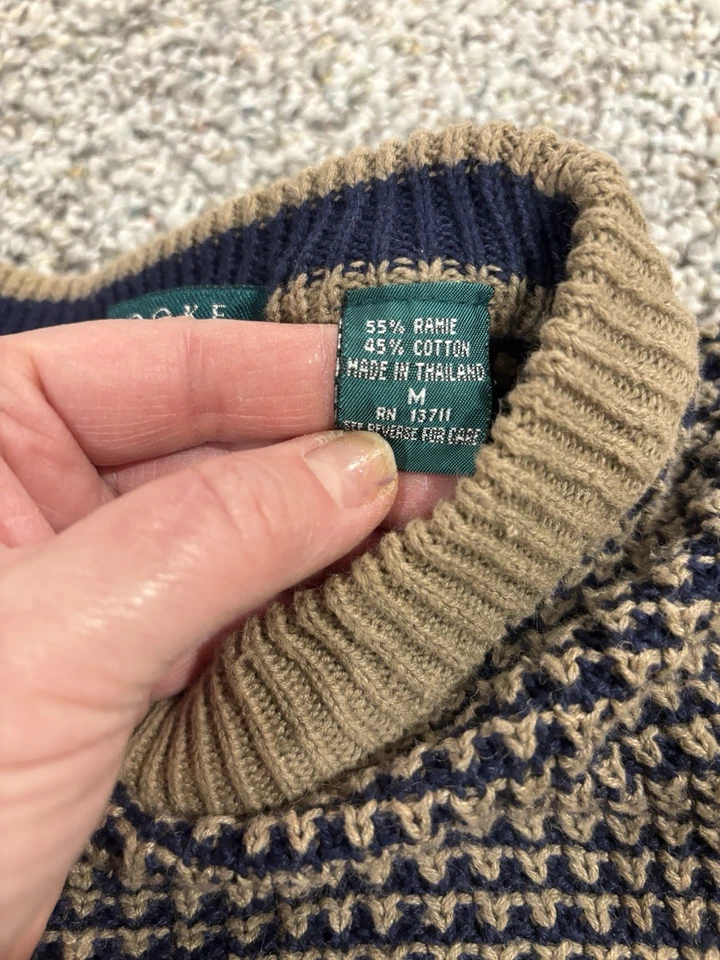 55% RAMIE
45% COTTON
MADE IN THAILAND
M
RN 13711
SEE REVERSE FOR CARE